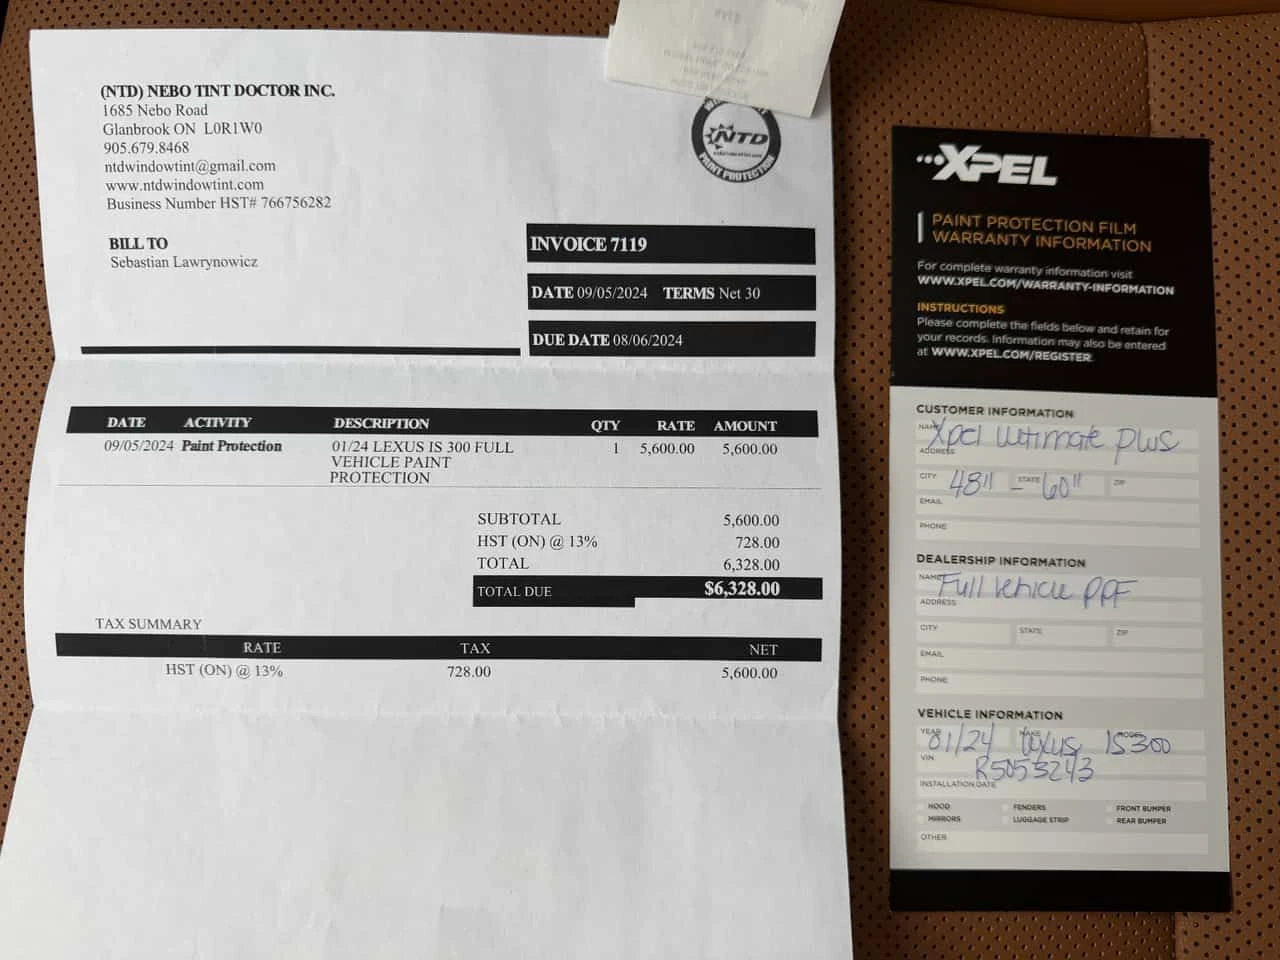 (NTD) NEBO TINT DOCTOR INC.
1685 Nebo Road
Glanbrook ON L0R1W0
905.679.8468
ntdwindowtint@gmail.com
www.ntdwindowtint.com
Business Number HST# 766756282
NTD
PAINT PROTECTION
BILL TO
Sebastian Lawrynowicz
INVOICE 7119
DATE 09/05/2024 TERMS Net 30
DUE DATE 08/06/2024
DATE ACTIVITY DESCRIPTION QTY RATE AMOUNT
09/05/2024 Paint Protection 01/24 LEXUS IS 300 FULL 1 5,600.00 5,600.00
VEHICLE PAINT
PROTECTION
SUBTOTAL 5,600.00
HST (ON) @ 13% 728.00
TOTAL 6,328.00
TOTAL DUE $6,328.00
TAX SUMMARY
RATE TAX NET
HST (ON) @ 13% 728.00 5,600.00
XPEL
PAINT PROTECTION FILM
WARRANTY INFORMATION
For complete warranty information visit
WWW.XPEL.COM/WARRANTY-INFORMATION
INSTRUCTIONS
Please complete the fields below and retain for
your records. Information may also be entered
at WWW.XPEL.COM/REGISTER
CUSTOMER INFORMATION
NAME Xpel Ultimate plus
ADDRESS
CITY 48" - STATE 60" ZIP
EMAIL
PHONE
DEALERSHIP INFORMATION
NAME Full vehicle PPF
ADDRESS
CITY STATE ZIP
EMAIL
PHONE
VEHICLE INFORMATION
YEAR 01/24 MAKE Lexus MODEL IS300
VIN R5053243
INSTALLATION DATE
HOOD FENDERS FRONT BUMPER
MIRRORS LUGGAGE STRIP REAR BUMPER
OTHER